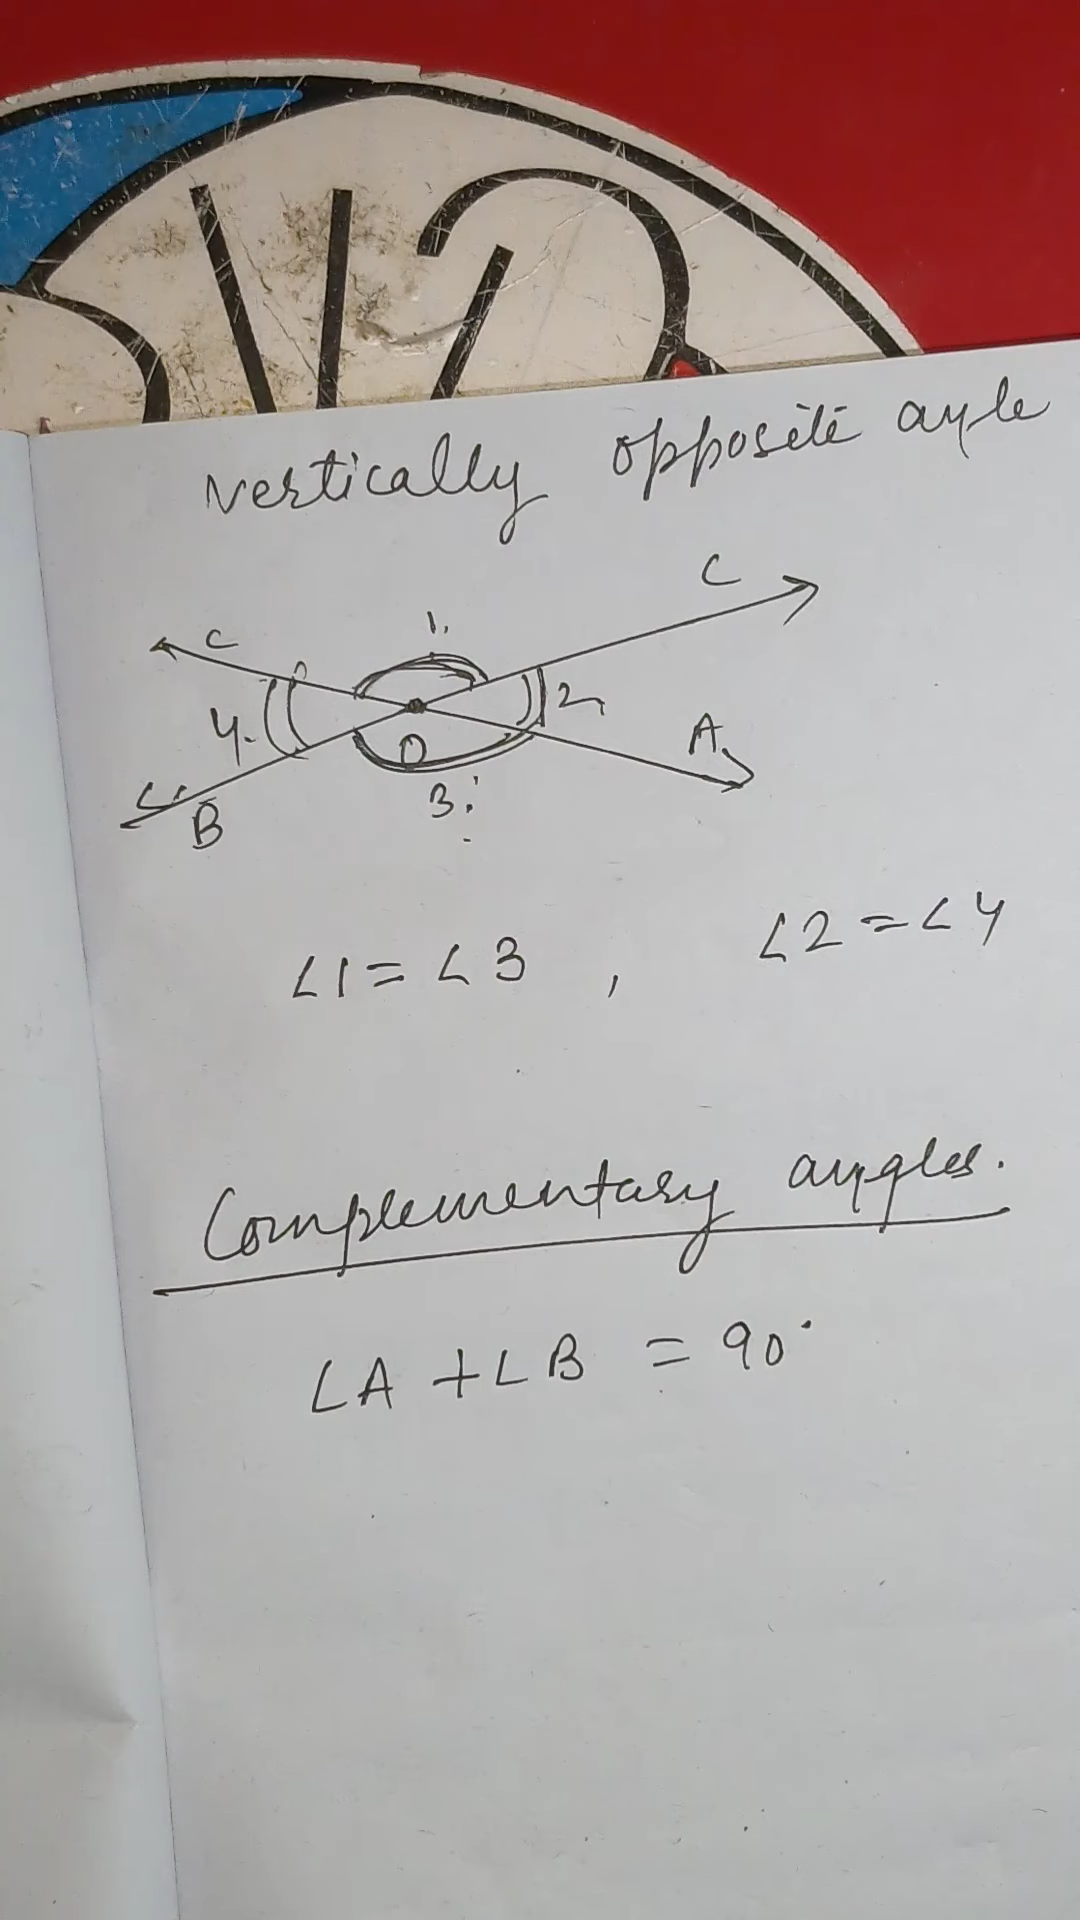 vertically opposite angle
C
C
1.
4.
2,
A
O
B
3.
∠1 = ∠3 , ∠2 = ∠4
Complementary angles.
∠A + ∠B = 90°